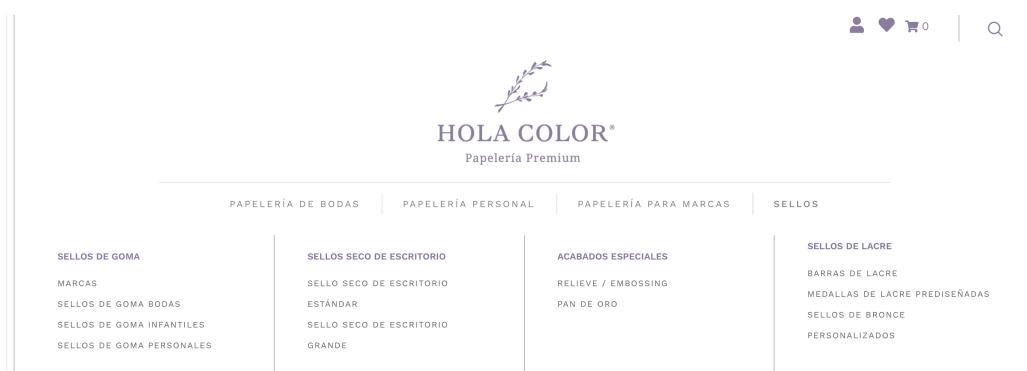 0
HOLA COLOR®
Papelería Premium
PAPELERÍA DE BODAS
PAPELERÍA PERSONAL
PAPELERÍA PARA MARCAS
SELLOS
SELLOS DE GOMA
MARCAS
SELLOS DE GOMA BODAS
SELLOS DE GOMA INFANTILES
SELLOS DE GOMA PERSONALES
SELLOS SECO DE ESCRITORIO
SELLO SECO DE ESCRITORIO
ESTÁNDAR
SELLO SECO DE ESCRITORIO
GRANDE
ACABADOS ESPECIALES
RELIEVE / EMBOSSING
PAN DE ORO
SELLOS DE LACRE
BARRAS DE LACRE
MEDALLAS DE LACRE PREDISEÑADAS
SELLOS DE BRONCE
PERSONALIZADOS